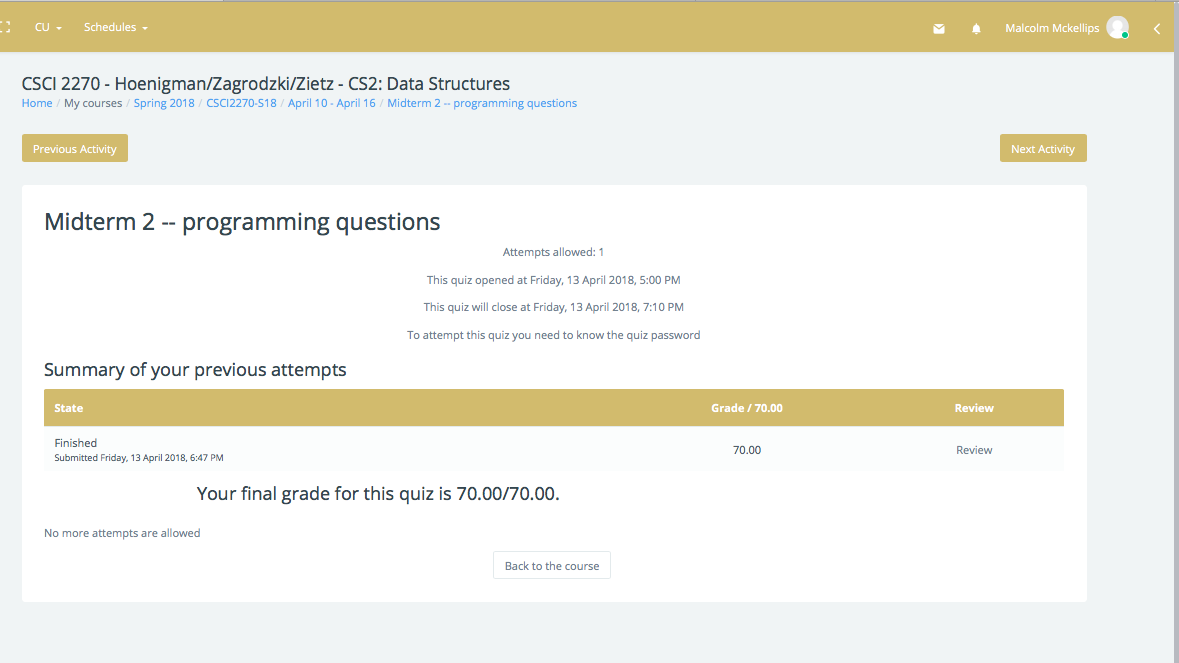 CU Schedules Malcolm Mckellips
CSCI 2270 - Hoenigman/Zagrodzki/Zietz - CS2: Data Structures
Home / My courses / Spring 2018 / CSCI2270-S18 / April 10 - April 16 / Midterm 2 -- programming questions
Previous Activity Next Activity
Midterm 2 -- programming questions
Attempts allowed: 1
This quiz opened at Friday, 13 April 2018, 5:00 PM
This quiz will close at Friday, 13 April 2018, 7:10 PM
To attempt this quiz you need to know the quiz password
Summary of your previous attempts
State Grade / 70.00 Review
Finished
Submitted Friday, 13 April 2018, 6:47 PM
70.00 Review
Your final grade for this quiz is 70.00/70.00.
No more attempts are allowed
Back to the course